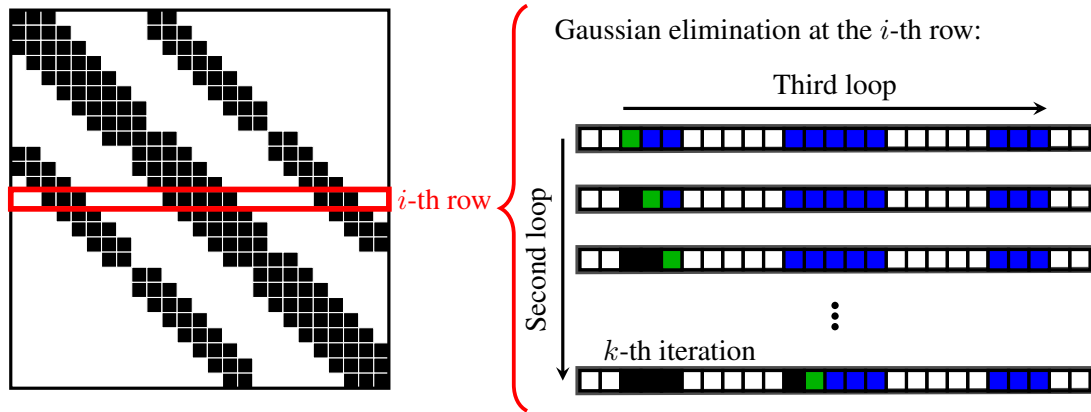 Gaussian elimination at the i-th row:
Third loop
i-th row
Second loop
k-th iteration